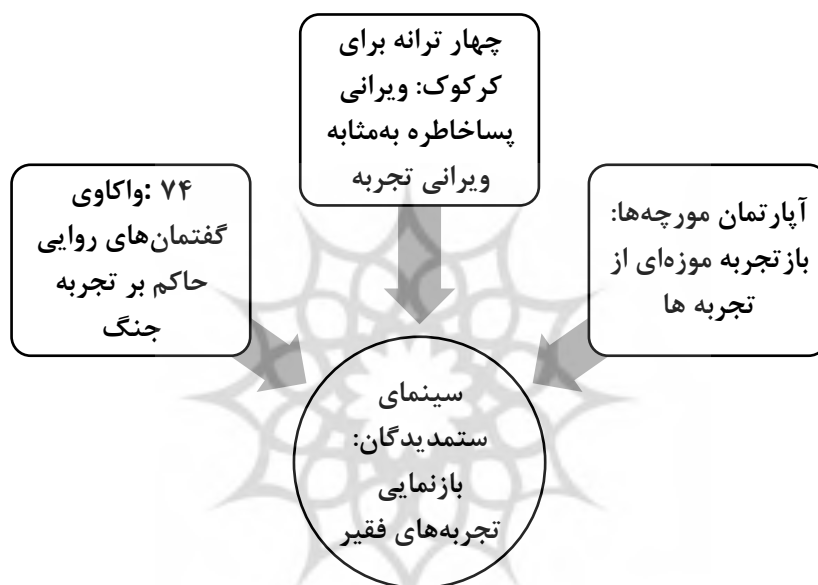 چهار ترانه برای
کرکوک: ویرانی
پساخاطره به‌مثابه
ویرانی تجربه
آپارتمان مورچه‌ها:
بازتجربه موزه‌ای از
تجربه ها
۷۴ :واکاوی
گفتمان‌های روایی
حاکم بر تجربه
جنگ
سینمای
ستمدیدگان:
بازنمایی
تجربه‌های فقیر